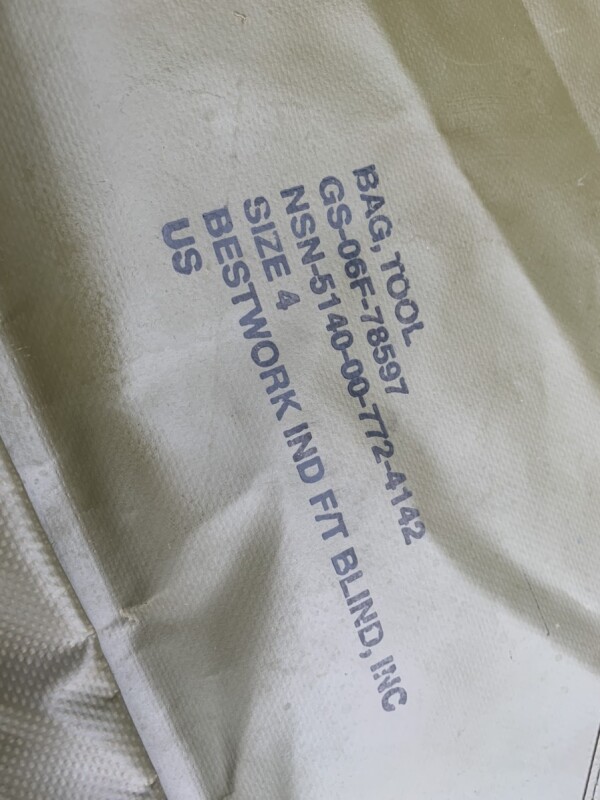 BAG, TOOL
GS-06F-78597
NSN-5140-00-772-4142
SIZE 4
BESTWORK IND F/T BLIND, INC
US